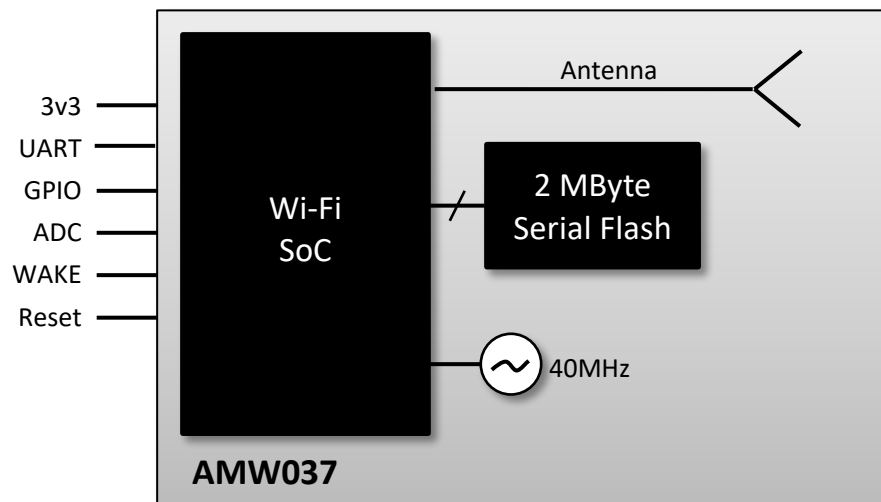 3v3
UART
GPIO
ADC
WAKE
Reset
Wi-Fi
SoC
Antenna
2 MByte
Serial Flash
40MHz
AMW037